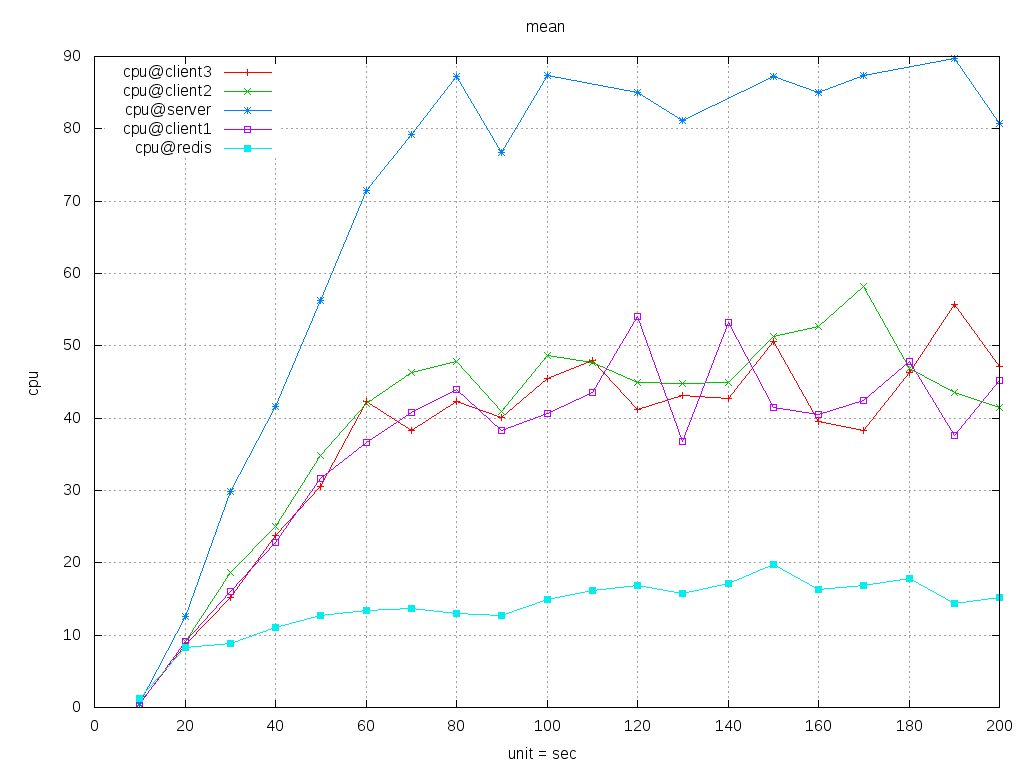 mean
90
80
70
60
50
40
30
20
10
0
cpu
cpu@client3
cpu@client2
cpu@server
cpu@client1
cpu@redis
0 20 40 60 80 100 120 140 160 180 200
unit = sec